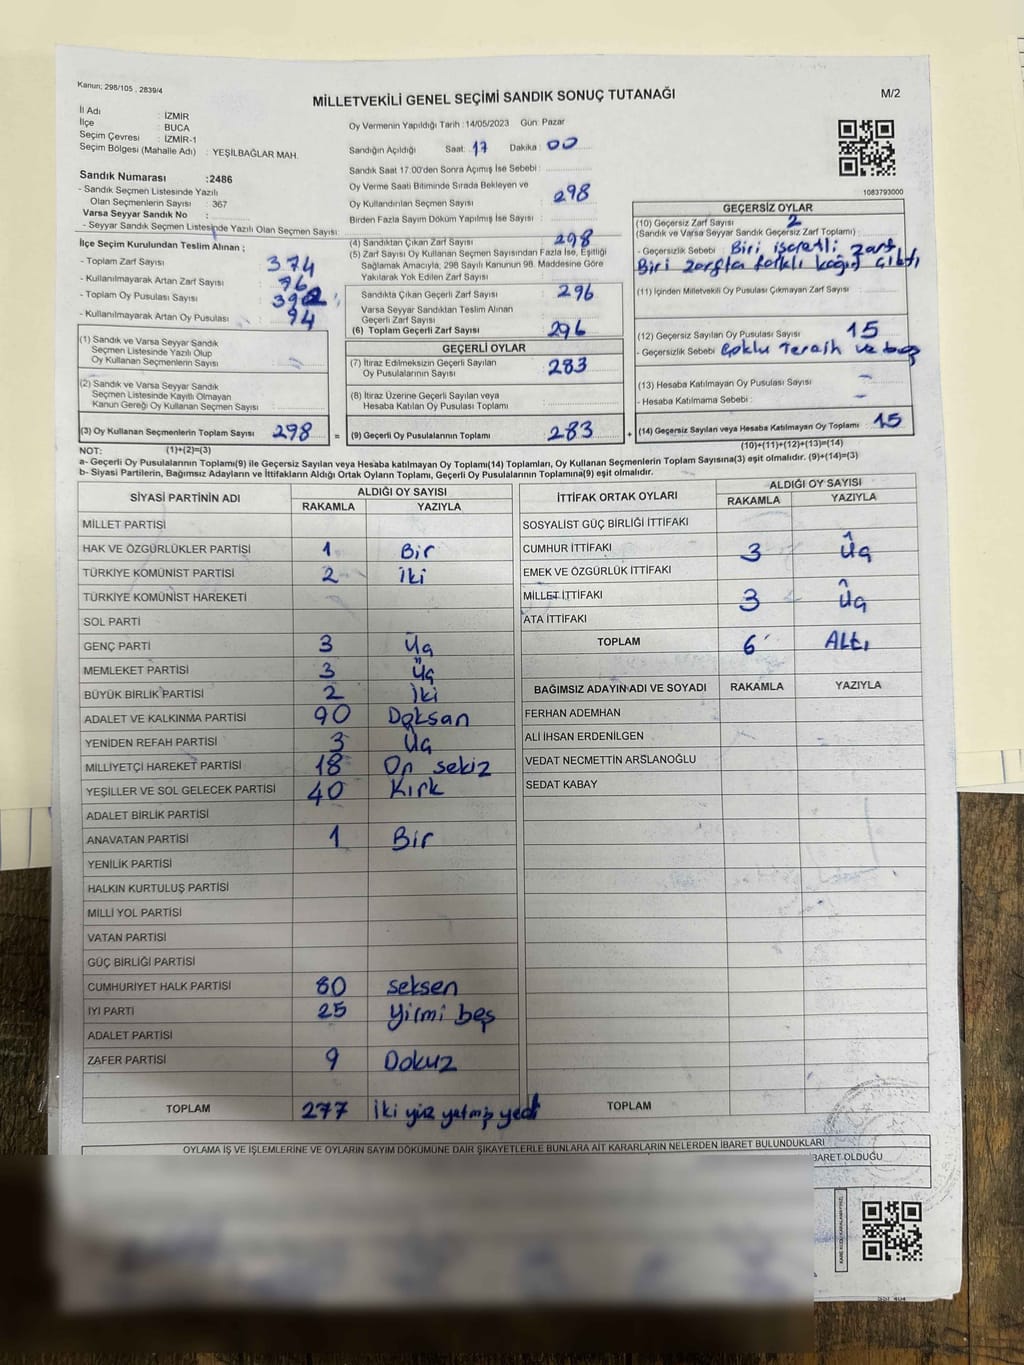 Kanun; 298/105 , 2839/4
MİLLETVEKİLİ GENEL SEÇİMİ SANDIK SONUÇ TUTANAĞI
M/2
İl Adı : İZMİR
İlçe : BUCA
Seçim Çevresi : İZMİR-1
Seçim Bölgesi (Mahalle Adı) : YEŞİLBAĞLAR MAH.
Oy Vermenin Yapıldığı Tarih :14/05/2023 Gün: Pazar
Sandığın Açıldığı Saat: 17 Dakika : 00
Sandık Saat 17.00'den Sonra Açımış İse Sebebi :
Oy Verme Saati Bitiminde Sırada Bekleyen ve
Oy Kullandırılan Seçmen Sayısı : 298
Birden Fazla Sayım Döküm Yapılmış İse Sayısı :
Sandık Numarası :2486
- Sandık Seçmen Listesinde Yazılı
Olan Seçmenlerin Sayısı : 367
Varsa Seyyar Sandık No :
- Seyyar Sandık Seçmen Listesinde Yazılı Olan Seçmen Sayısı:
İlçe Seçim Kurulundan Teslim Alınan ;
- Toplam Zarf Sayısı : 374
- Kullanılmayarak Artan Zarf Sayısı : 76
- Toplam Oy Pusulası Sayısı : 392
- Kullanılmayarak Artan Oy Pusulası : 94
(1) Sandık ve Varsa Seyyar Sandık
Seçmen Listesinde Yazılı Olup
Oy Kullanan Seçmenlerin Sayısı :
(2) Sandık ve Varsa Seyyar Sandık
Seçmen Listesinde Kayıtlı Olmayan
Kanun Gereği Oy Kullanan Seçmen Sayısı :
(3) Oy Kullanan Seçmenlerin Toplam Sayısı 298 =
(4) Sandıktan Çıkan Zarf Sayısı : 298
(5) Zarf Sayısı Oy Kullanan Seçmen Sayısından Fazla İse, Eşitliği
Sağlamak Amacıyla, 298 Sayılı Kanunun 98. Maddesine Göre
Yakılarak Yok Edilen Zarf Sayısı :
Sandıkta Çıkan Geçerli Zarf Sayısı : 296
Varsa Seyyar Sandıktan Teslim Alınan
Geçerli Zarf Sayısı :
(6) Toplam Geçerli Zarf Sayısı : 296
GEÇERLİ OYLAR
(7) İtiraz Edilmeksizin Geçerli Sayılan
Oy Pusulalarının Sayısı : 283
(8) İtiraz Üzerine Geçerli Sayılan veya
Hesaba Katılan Oy Pusulası Toplamı :
(9) Geçerli Oy Pusulalarının Toplamı : 283 +
1083793000
GEÇERSİZ OYLAR
(10) Geçersiz Zarf Sayısı : 2
(Sandık ve Varsa Seyyar Sandık Geçersiz Zarf Toplamı) :
- Geçersizlik Sebebi : Biri işaretli zarf
Biri zarfta farklı kağıt çıktı
(11) İçinden Milletvekili Oy Pusulası Çıkmayan Zarf Sayısı :
(12) Geçersiz Sayılan Oy Pusulası Sayısı : 15
- Geçersizlik Sebebi : Çoklu Tercih ve boş
(13) Hesaba Katılmayan Oy Pusulası Sayısı : -
- Hesaba Katılmama Sebebi : -
(14) Geçersiz Sayılan veya Hesaba Katılmayan Oy Toplamı : 15
NOT: (1)+(2)=(3) (10)+(11)+(12)+(13)=(14)
a- Geçerli Oy Pusulasının Toplamı(9) ile Geçersiz Sayılan veya Hesaba katılmayan Oy Toplamı(14) Toplamları, Oy Kullanan Seçmenlerin Toplam Sayısına(3) eşit olmalıdır. (9)+(14)=(3)
b- Siyasi Partilerin, Bağımsız Adayların ve İttifakların Aldığı Ortak Oyların Toplamı, Geçerli Oy Pusulalarının Toplamına(9) eşit olmalıdır.
SİYASİ PARTİNİN ADI ALDIĞI OY SAYISI
RAKAMLA YAZIYLA
MİLLET PARTİSİ
HAK VE ÖZGÜRLÜKLER PARTİSİ 1 Bir
TÜRKİYE KOMÜNİST PARTİSİ 2 İki
TÜRKİYE KOMÜNİST HAREKETİ
SOL PARTİ
GENÇ PARTİ 3 Üç
MEMLEKET PARTİSİ 3 Üç
BÜYÜK BİRLİK PARTİSİ 2 İki
ADALET VE KALKINMA PARTİSİ 90 Doksan
YENİDEN REFAH PARTİSİ 3 Üç
MİLLİYETÇİ HAREKET PARTİSİ 18 On sekiz
YEŞİLLER VE SOL GELECEK PARTİSİ 40 Kırk
ADALET BİRLİK PARTİSİ
ANAVATAN PARTİSİ 1 Bir
YENİLİK PARTİSİ
HALKIN KURTULUŞ PARTİSİ
MİLLİ YOL PARTİSİ
VATAN PARTİSİ
GÜÇ BİRLİĞİ PARTİSİ
CUMHURİYET HALK PARTİSİ 80 seksen
İYİ PARTİ 25 Yirmi beş
ADALET PARTİSİ
ZAFER PARTİSİ 9 Dokuz
TOPLAM 277 İki yüz yetmiş yedi
İTTİFAK ORTAK OYLARI ALDIĞI OY SAYISI
RAKAMLA YAZIYLA
SOSYALİST GÜÇ BİRLİĞİ İTTİFAKI
CUMHUR İTTİFAKI 3 Üç
EMEK VE ÖZGÜRLÜK İTTİFAKI
MİLLET İTTİFAKI 3 Üç
ATA İTTİFAKI
TOPLAM 6 Altı
BAĞIMSIZ ADAYIN ADI VE SOYADI RAKAMLA YAZIYLA
FERHAN ADEMHAN
ALİ İHSAN ERDENİLGEN
VEDAT NECMETTİN ARSLANOĞLU
SEDAT KABAY
TOPLAM
OYLAMA İŞ VE İŞLEMLERİNE VE OYLARIN SAYIM DÖKÜMÜNE DAİR ŞİKAYETLERLE BUNLARA AİT KARARLARIN NELERDEN İBARET BULUNDUKLARI
BARET OLDUĞU